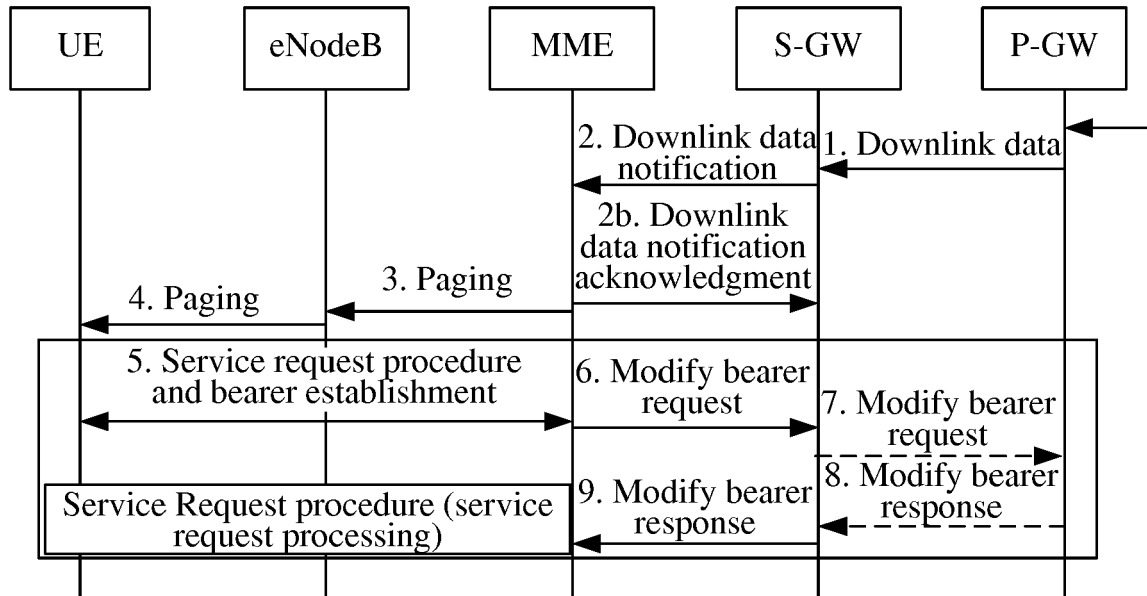 UE
eNodeB
MME
S-GW
P-GW
2. Downlink data
notification
1. Downlink data
2b. Downlink
data notification
acknowledgment
3. Paging
4. Paging
5. Service request procedure
and bearer establishment
6. Modify bearer
request
7. Modify bearer
request
8. Modify bearer
response
9. Modify bearer
response
Service Request procedure (service
request processing)